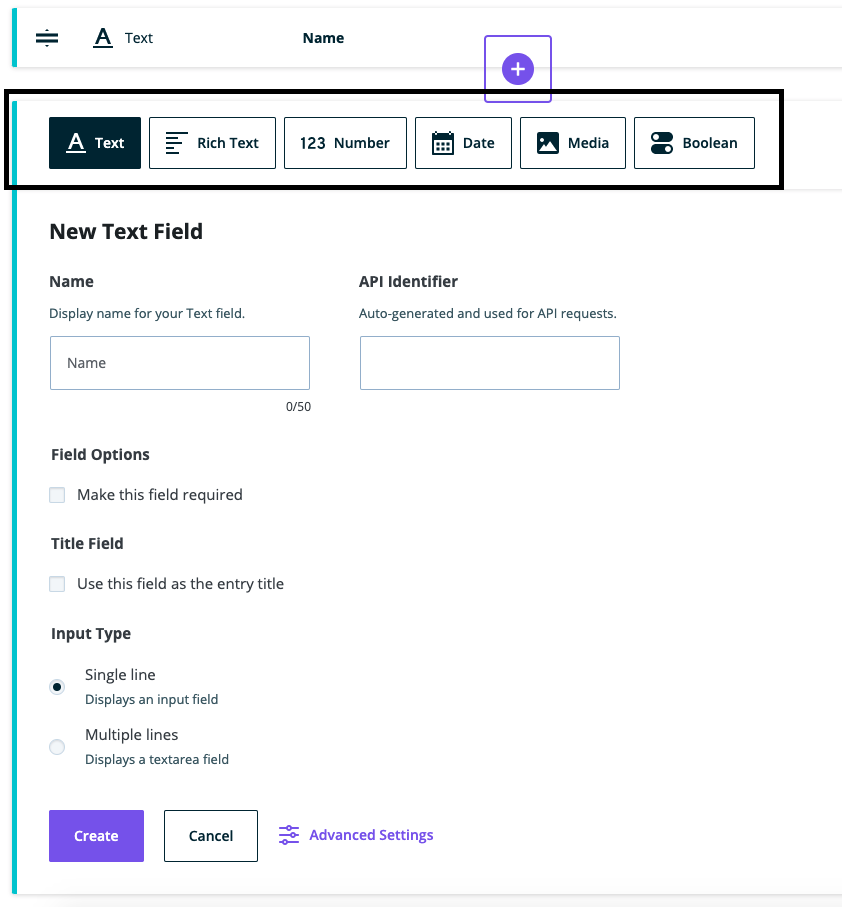 A Text Name
+
A Text Rich Text 123 Number Date Media Boolean
New Text Field
Name API Identifier
Display name for your Text field. Auto-generated and used for API requests.
Name
0/50
Field Options
Make this field required
Title Field
Use this field as the entry title
Input Type
Single line
Displays an input field
Multiple lines
Displays a textarea field
Create Cancel Advanced Settings